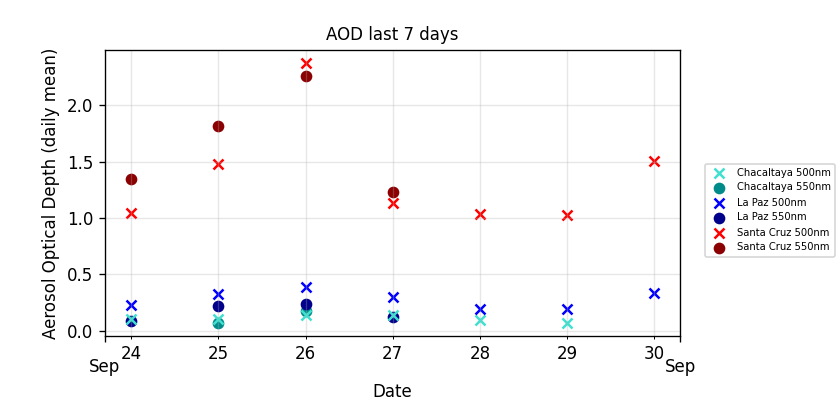 AOD last 7 days
Aerosol Optical Depth (daily mean)
2.0
1.5
1.0
0.5
0.0
24 25 26 27 28 29 30
Sep Sep
Date
Chacaltaya 500nm
Chacaltaya 550nm
La Paz 500nm
La Paz 550nm
Santa Cruz 500nm
Santa Cruz 550nm